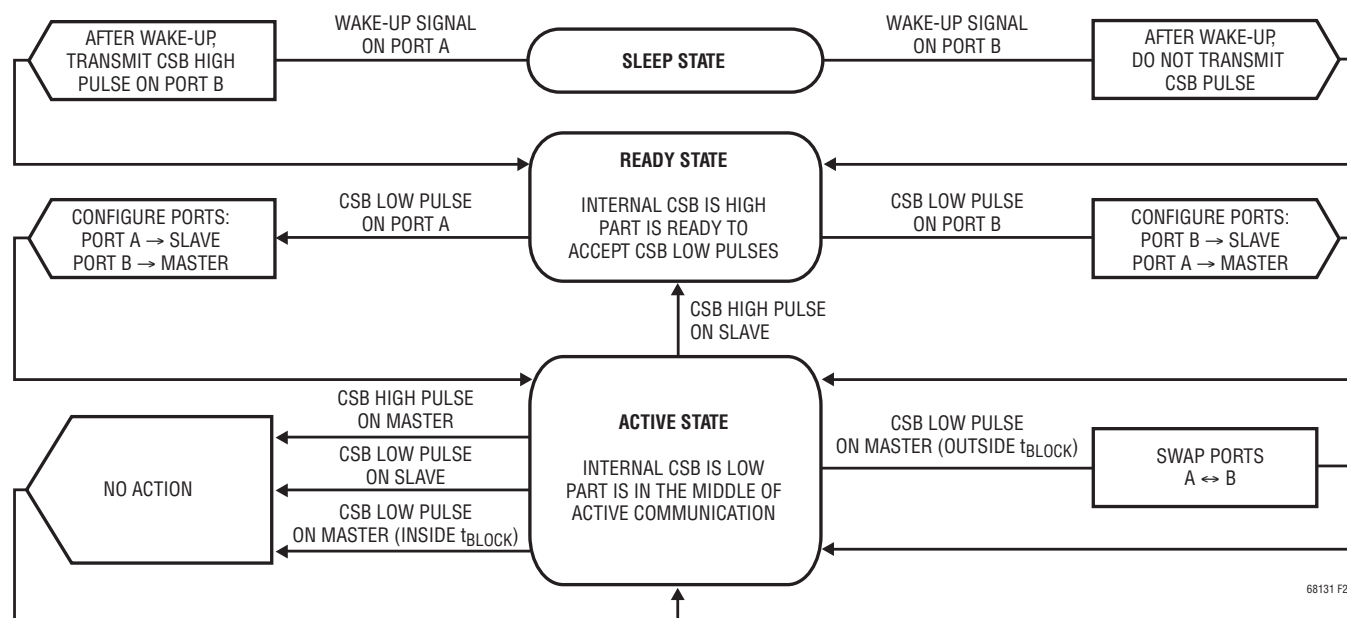 AFTER WAKE-UP,
TRANSMIT CSB HIGH
PULSE ON PORT B
WAKE-UP SIGNAL
ON PORT A
SLEEP STATE
WAKE-UP SIGNAL
ON PORT B
AFTER WAKE-UP,
DO NOT TRANSMIT
CSB PULSE
READY STATE
INTERNAL CSB IS HIGH
PART IS READY TO
ACCEPT CSB LOW PULSES
CONFIGURE PORTS:
PORT A → SLAVE
PORT B → MASTER
CSB LOW PULSE
ON PORT A
CSB LOW PULSE
ON PORT B
CONFIGURE PORTS:
PORT B → SLAVE
PORT A → MASTER
CSB HIGH PULSE
ON SLAVE
ACTIVE STATE
INTERNAL CSB IS LOW
PART IS IN THE MIDDLE OF
ACTIVE COMMUNICATION
CSB HIGH PULSE
ON MASTER
CSB LOW PULSE
ON SLAVE
CSB LOW PULSE
ON MASTER (INSIDE tBLOCK)
NO ACTION
CSB LOW PULSE
ON MASTER (OUTSIDE tBLOCK)
SWAP PORTS
A ↔ B
68131 F2